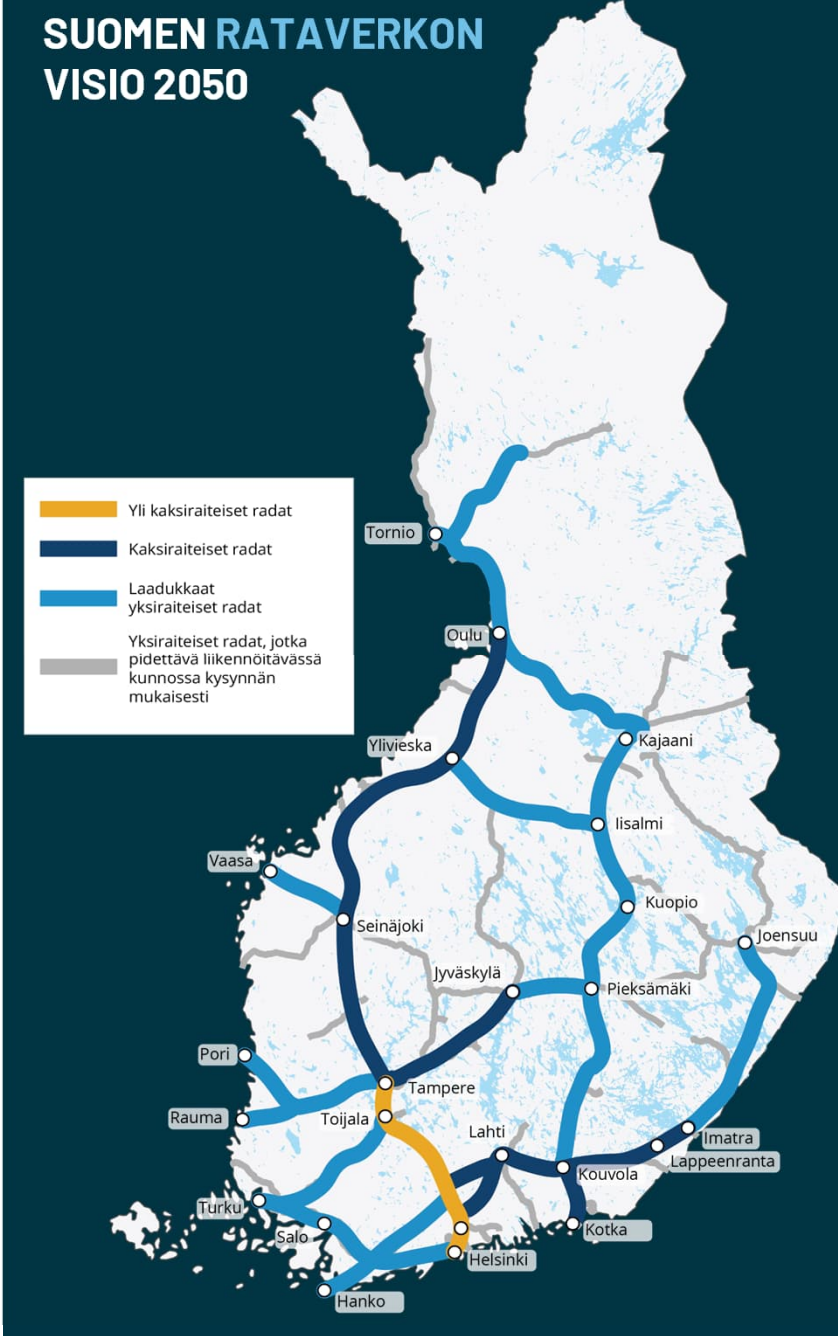 SUOMEN RATAVERKON
VISIO 2050
Yli kaksiraiteiset radat
Kaksiraiteiset radat
Laadukkaat
yksiraiteiset radat
Yksiraiteiset radat, jotka
pidettävä liikennöitävässä
kunnossa kysynnän
mukaisesti
Tornio
Oulu
Ylivieska
Kajaani
Iisalmi
Vaasa
Kuopio
Seinäjoki
Joensuu
Jyväskylä
Pieksämäki
Pori
Tampere
Rauma
Toijala
Lahti
Imatra
Lappeenranta
Kouvola
Turku
Salo
Kotka
Helsinki
Hanko